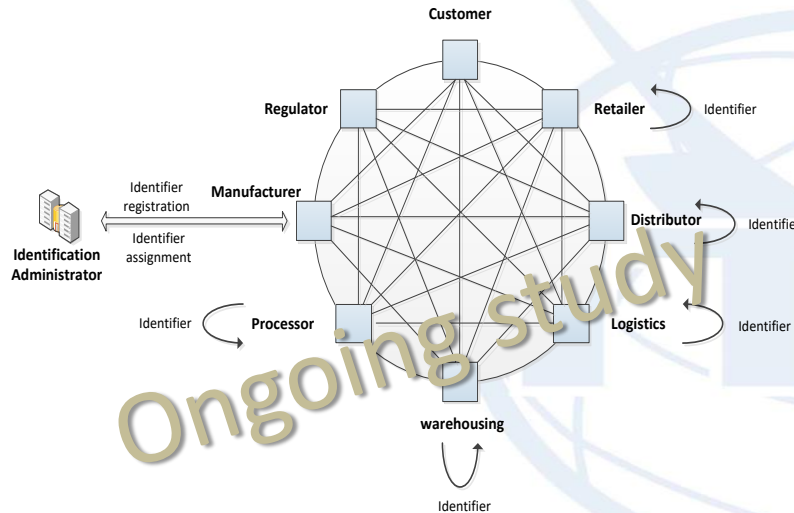 Customer
Regulator
Retailer
Identifier
Identifier
registration
Manufacturer
Identifier
assignment
Identification
Administrator
Distributor
Identifie
Identifier
Processor
Logistics
Identifier
Ongoing study
warehousing
Identifier